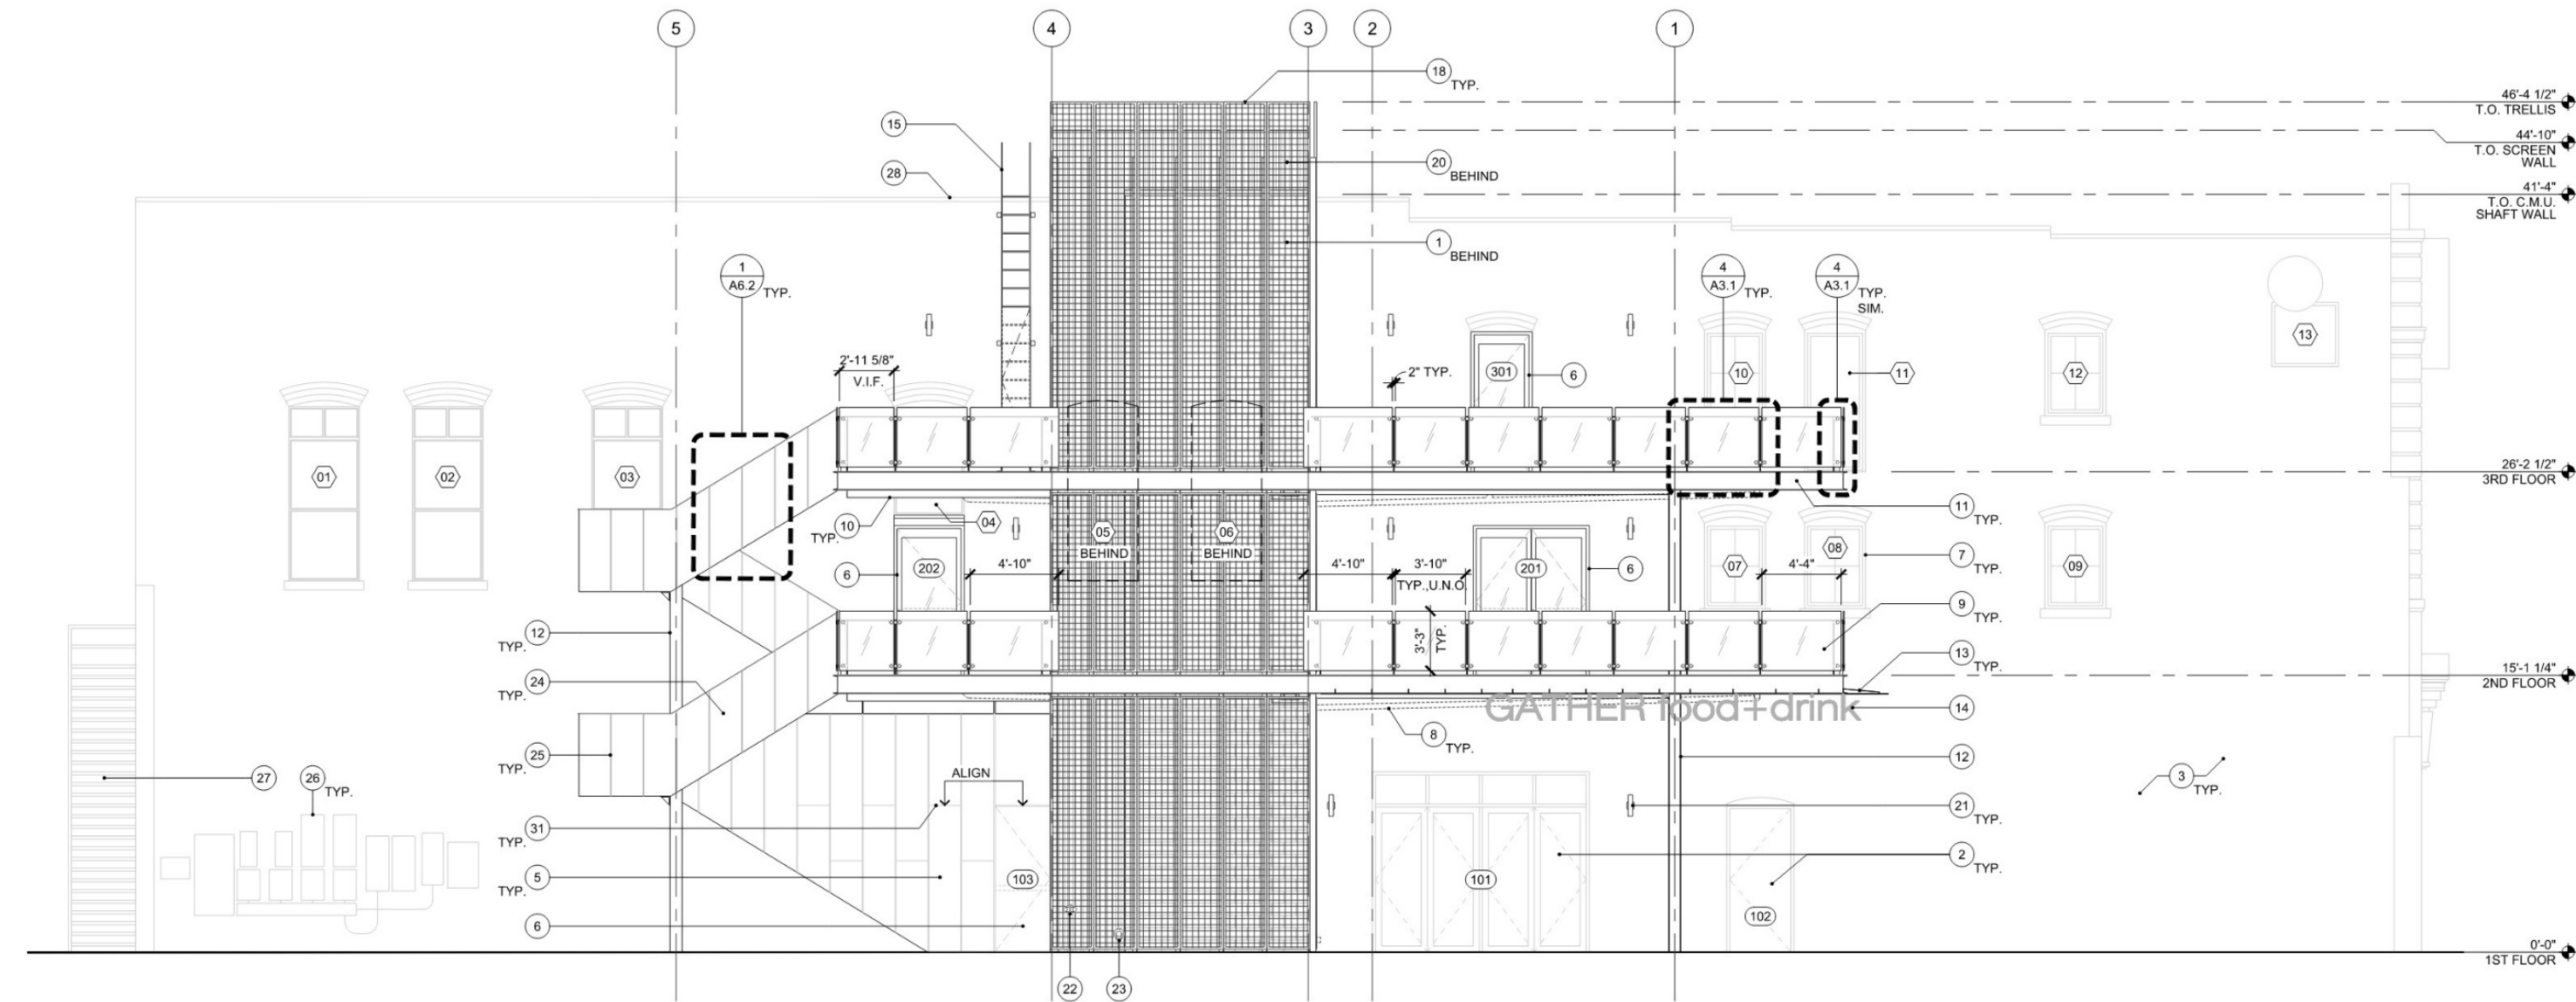 5
4
3
2
1
18
TYP.
46'-4 1/2"
T.O. TRELLIS
15
44'-10"
T.O. SCREEN
WALL
20
BEHIND
28
41'-4"
T.O. C.M.U.
SHAFT WALL
1
BEHIND
1
A6.2
TYP.
4
A3.1
TYP.
4
A3.1
TYP.
SIM.
13
2'-11 5/8"
V.I.F.
2" TYP.
301
6
10
11
12
01
02
03
26'-2 1/2"
3RD FLOOR
10
TYP.
04
05
BEHIND
06
BEHIND
11
TYP.
6
202
4'-10"
4'-10"
3'-10"
TYP.,U.N.O.
201
6
07
08
4'-4"
7
TYP.
09
12
TYP.
3'-3"
TYP.
9
TYP.
13
TYP.
24
TYP.
15'-1 1/4"
2ND FLOOR
GATHER food+drink
14
8
TYP.
25
TYP.
12
27
26
TYP.
ALIGN
3
TYP.
31
TYP.
21
TYP.
5
TYP.
103
101
2
TYP.
102
6
0'-0"
1ST FLOOR
22
23